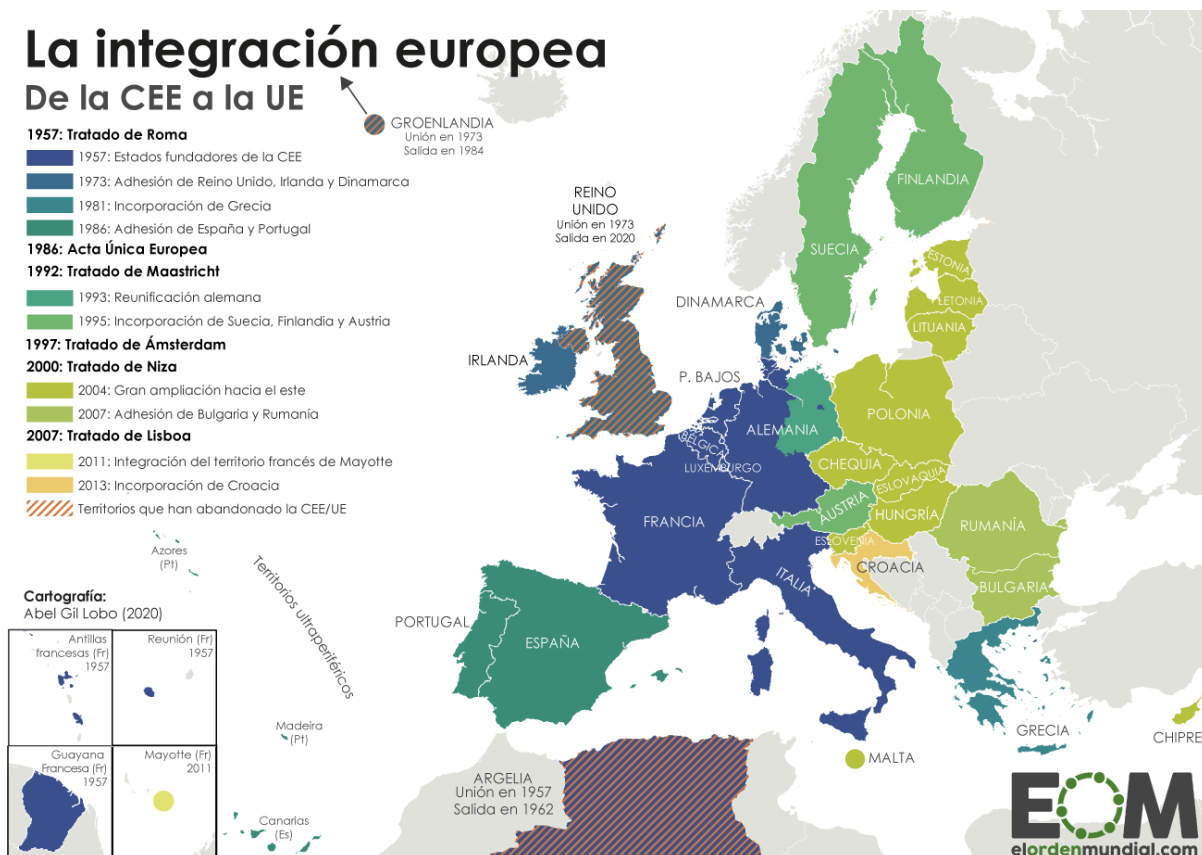 La integración europea
De la CEE a la UE
GROENLANDIA
Unión en 1973
Salida en 1984
1957: Tratado de Roma
1957: Estados fundadores de la CEE
1973: Adhesión de Reino Unido, Irlanda y Dinamarca
1981: Incorporación de Grecia
1986: Adhesión de España y Portugal
1986: Acta Única Europea
1992: Tratado de Maastricht
1993: Reunificación alemana
1995: Incorporación de Suecia, Finlandia y Austria
1997: Tratado de Ámsterdam
2000: Tratado de Niza
2004: Gran ampliación hacia el este
2007: Adhesión de Bulgaria y Rumanía
2007: Tratado de Lisboa
2011: Integración del territorio francés de Mayotte
2013: Incorporación de Croacia
Territorios que han abandonado la CEE/UE
REINO
UNIDO
Unión en 1973
Salida en 2020
FINLANDIA
SUECIA
ESTONIA
LETONIA
LITUANIA
DINAMARCA
IRLANDA
P. BAJOS
BÉLGICA
LUXEMBURGO
ALEMANIA
POLONIA
CHEQUIA
ESLOVAQUIA
AUSTRIA
HUNGRÍA
RUMANÍA
FRANCIA
ESLOVENIA
CROACIA
ITALIA
BULGARIA
PORTUGAL
ESPAÑA
GRECIA
CHIPRE
MALTA
ARGELIA
Unión en 1957
Salida en 1962
Azores
(Pt)
Territorios ultraperiféricos
Madeira
(Pt)
Canarias
(Es)
Cartografía:
Abel Gil Lobo (2020)
Antillas
francesas (Fr)
1957
Reunión (Fr)
1957
Guayana
Francesa (Fr)
1957
Mayotte (Fr)
2011
EOM
elordenmundial.com